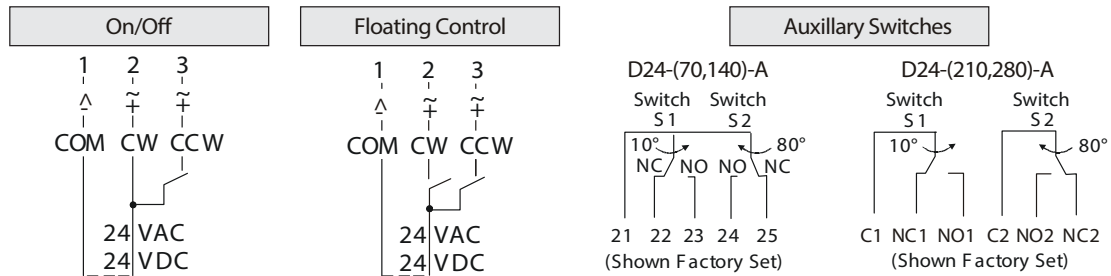 On/Off
1 2 3
~
-
~
+
~
+
COM CW CCW
24 VAC
24 VDC
Floating Control
1 2 3
~
-
~
+
~
+
COM CW CCW
24 VAC
24 VDC
Auxillary Switches
D24-(70,140)-A
Switch S1
Switch S2
10° 80°
NC NO NO NC
21 22 23 24 25
(Shown Factory Set)
D24-(210,280)-A
Switch S1
Switch S2
10° 80°
C1 NC1 NO1 C2 NO2 NC2
(Shown Factory Set)